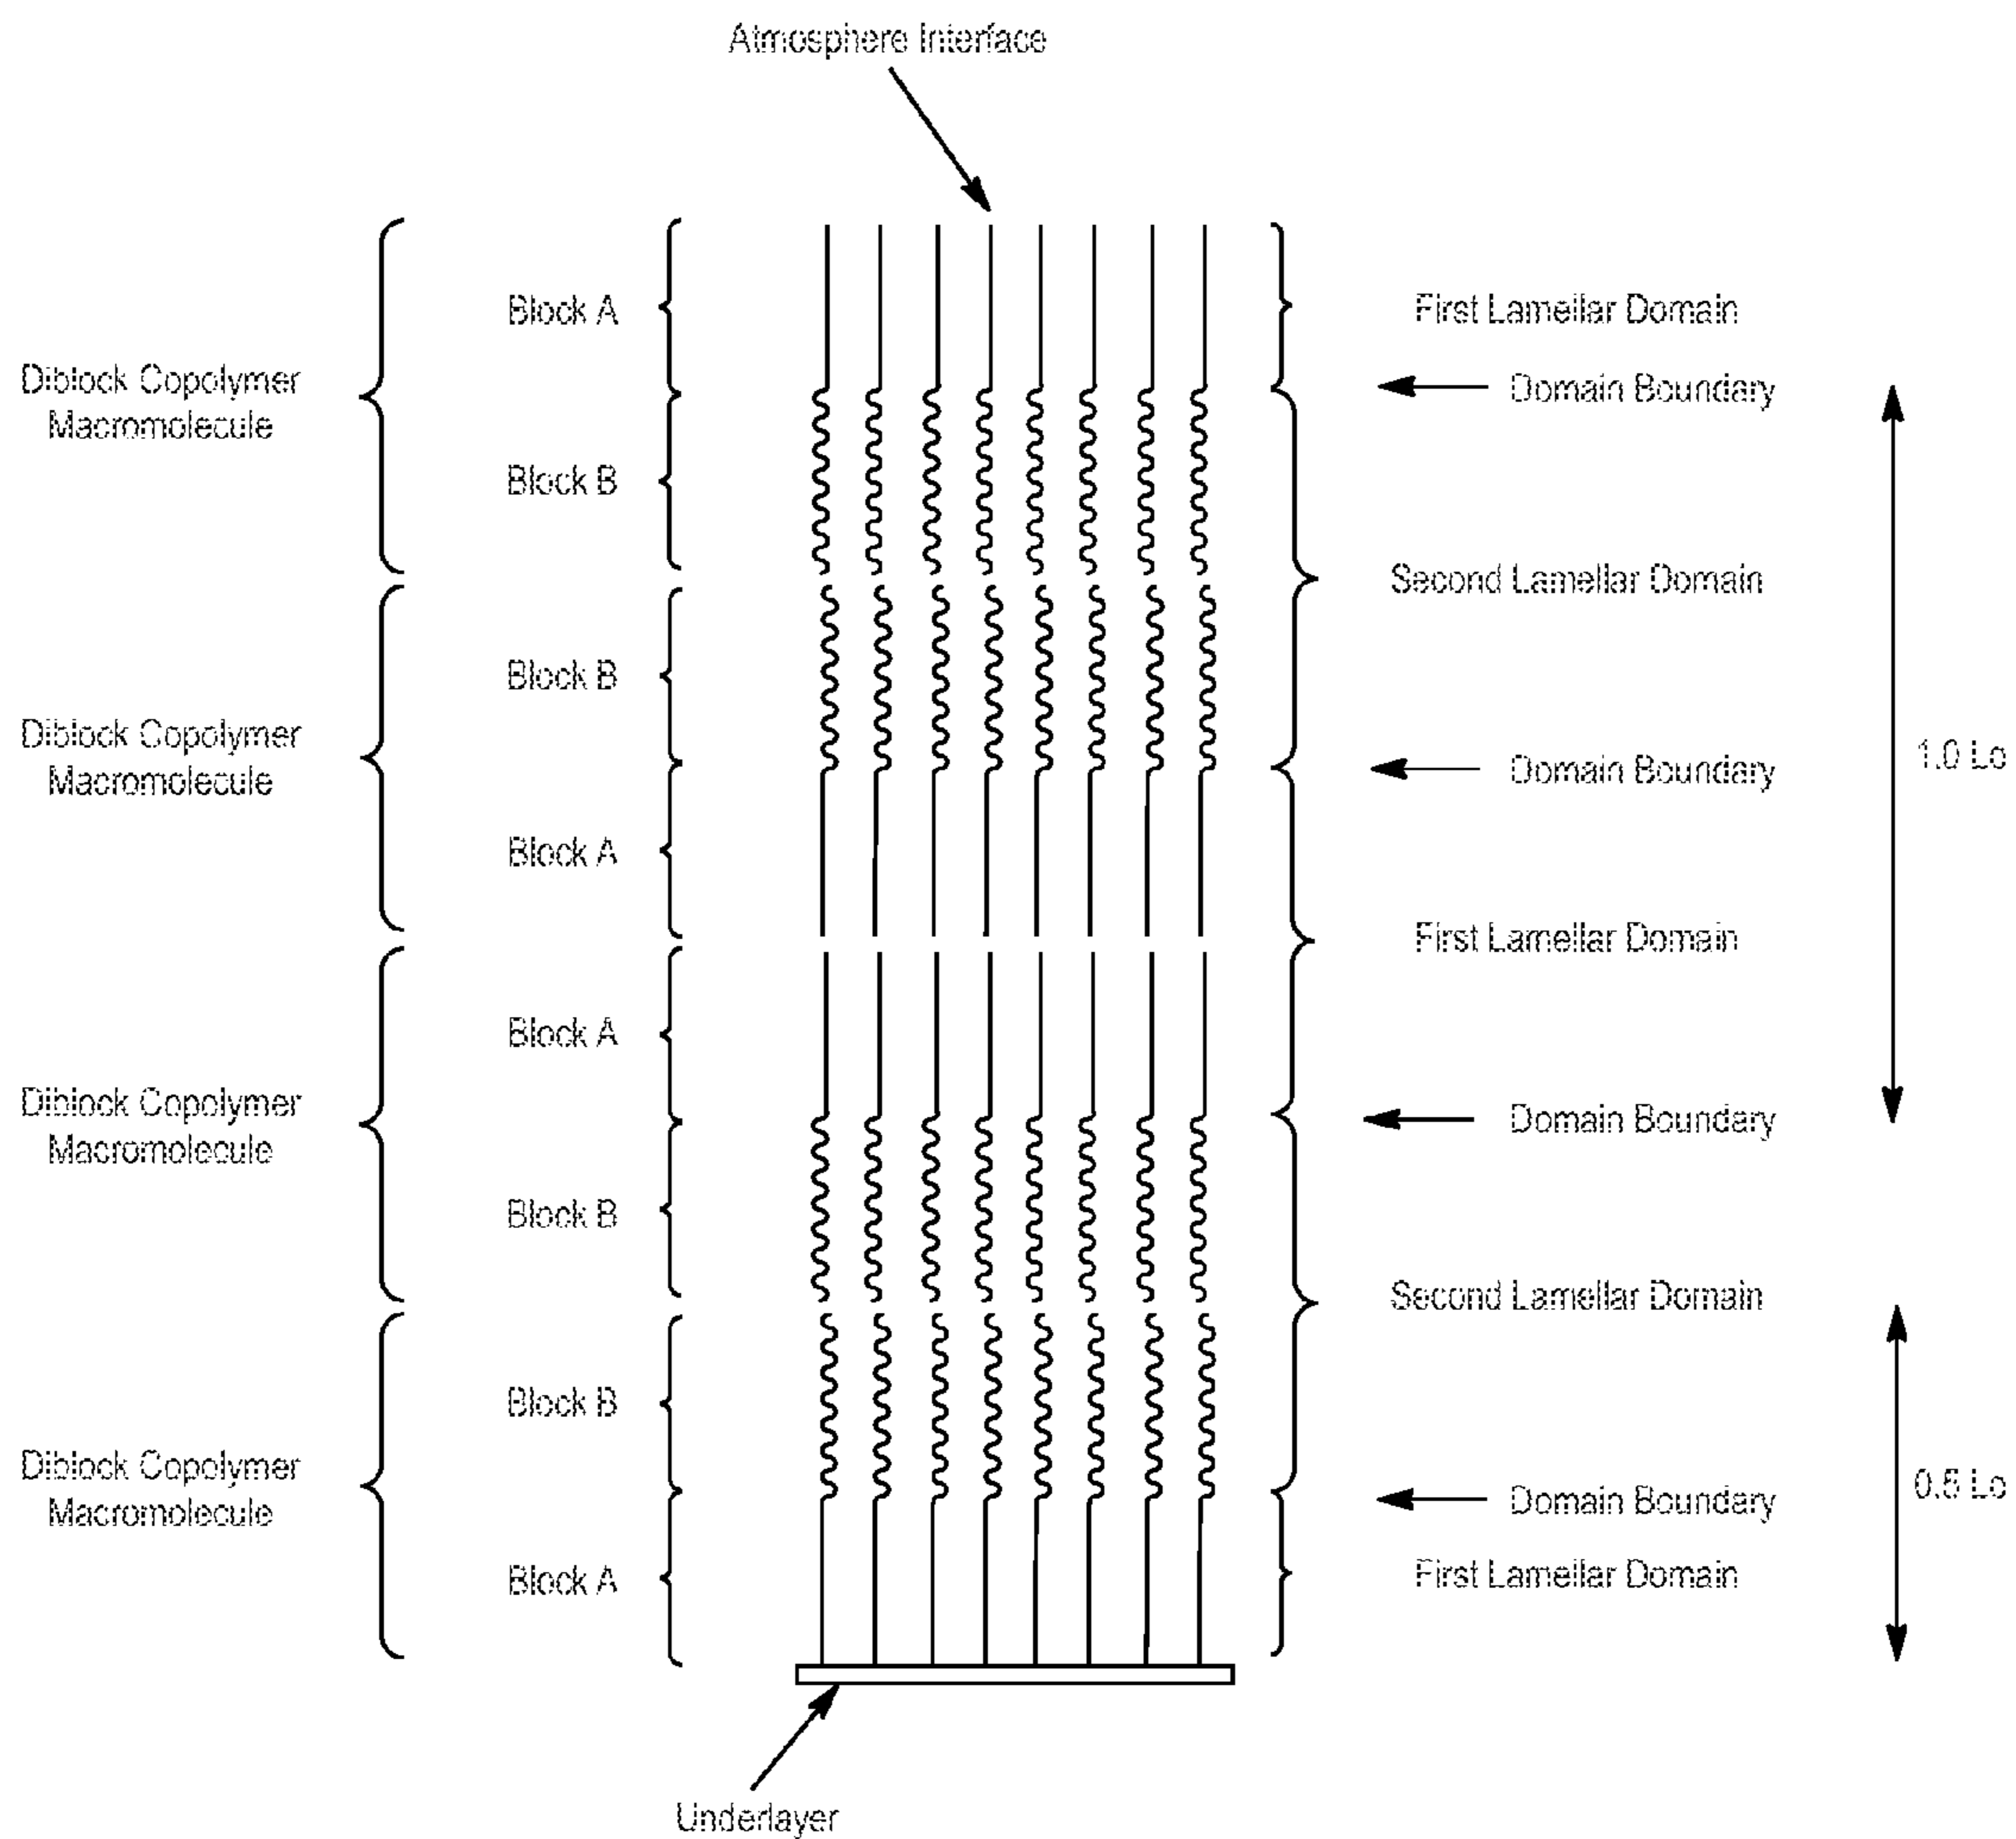 Atmosphere Interface
Block A
First Lamellar Domain
Diblock Copolymer
Macromolecule
Domain Boundary
Block B
Second Lamellar Domain
Block B
Diblock Copolymer
Macromolecule
Domain Boundary
1.0 Lo
Block A
First Lamellar Domain
Block A
Diblock Copolymer
Macromolecule
Domain Boundary
Block B
Second Lamellar Domain
Block B
Diblock Copolymer
Macromolecule
Domain Boundary
0.5 Lo
Block A
First Lamellar Domain
Underlayer